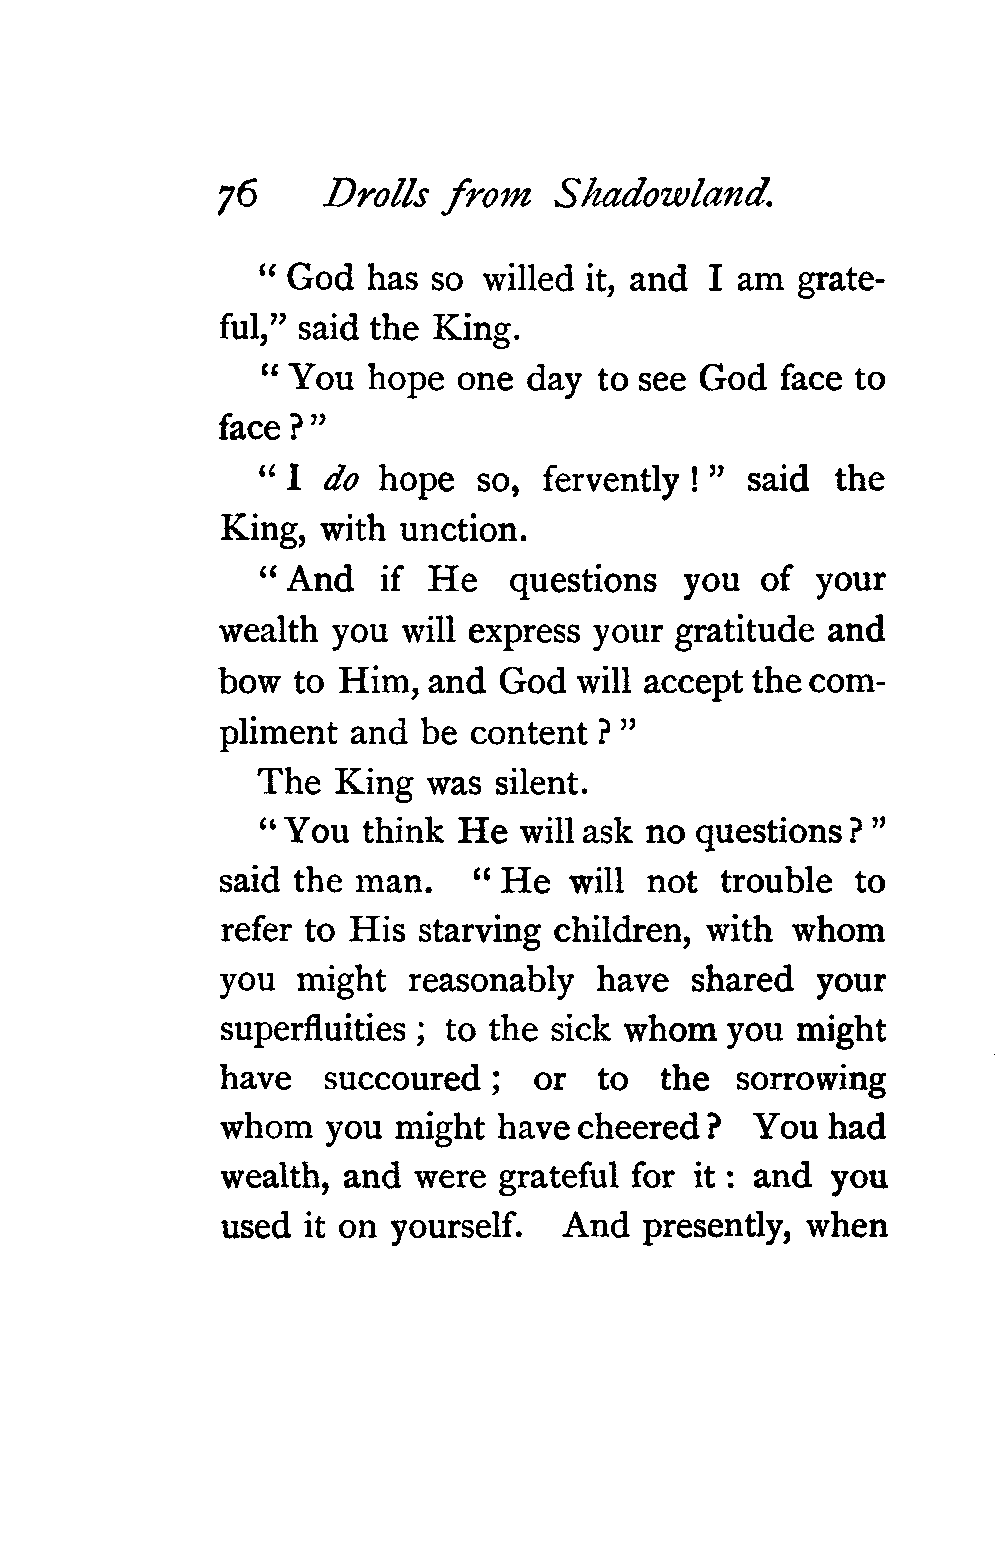 76 Drolls from Shadowland.
" God has so willed it, and I am grate-
ful," said the King.
" You hope one day to see God face to
face ? "
" I do hope so, fervently ! " said the
King, with unction.
" And if He questions you of your
wealth you will express your gratitude and
bow to Him, and God will accept the com-
pliment and be content ? "
The King was silent.
" You think He will ask no questions ? "
said the man. " He will not trouble to
refer to His starving children, with whom
you might reasonably have shared your
superfluities ; to the sick whom you might
have succoured ; or to the sorrowing
whom you might have cheered ? You had
wealth, and were grateful for it : and you
used it on yourself. And presently, when